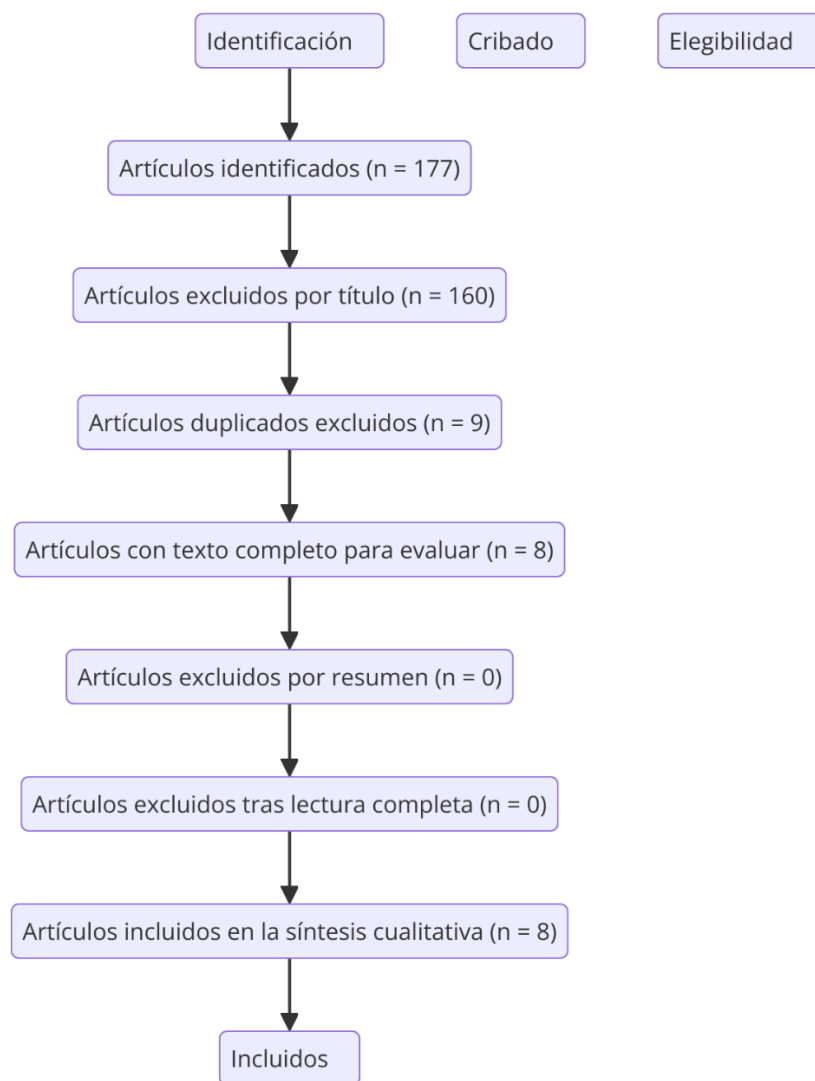 Identificación
Cribado
Elegibilidad
Artículos identificados (n = 177)
Artículos excluidos por título (n = 160)
Artículos duplicados excluidos (n = 9)
Artículos con texto completo para evaluar (n = 8)
Artículos excluidos por resumen (n = 0)
Artículos excluidos tras lectura completa (n = 0)
Artículos incluidos en la síntesis cualitativa (n = 8)
Incluidos